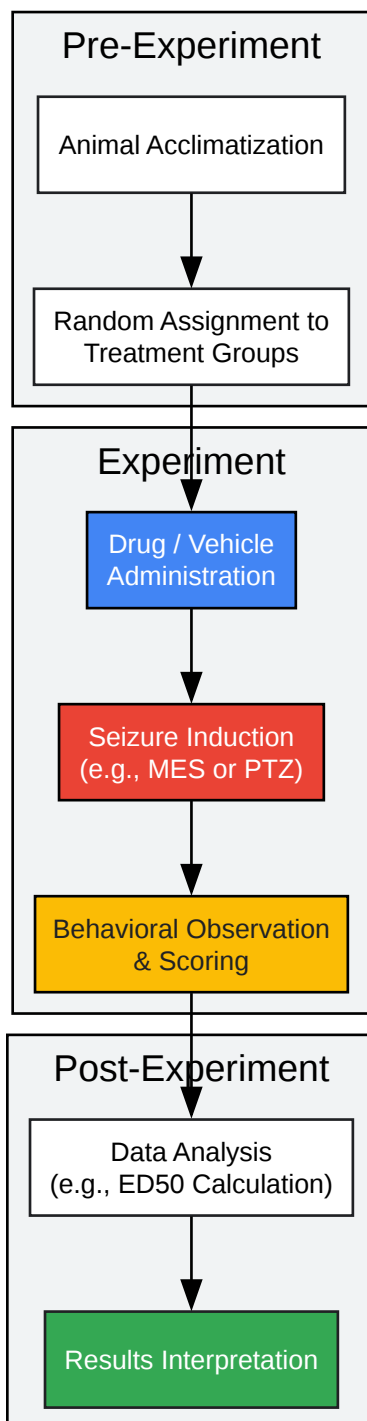 Pre-Experiment
Animal Acclimatization
Random Assignment to
Treatment Groups
Experiment
Drug / Vehicle
Administration
Seizure Induction
(e.g., MES or PTZ)
Behavioral Observation
& Scoring
Post-Experiment
Data Analysis
(e.g., ED50 Calculation)
Results Interpretation